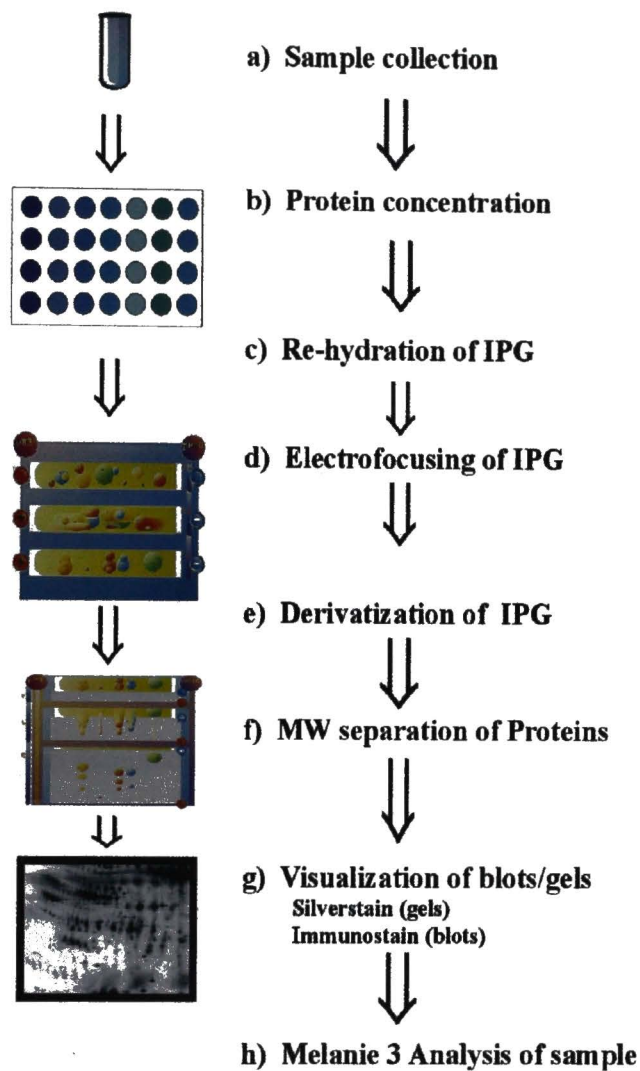 a) Sample collection
b) Protein concentration
c) Re-hydration of IPG
d) Electrofocusing of IPG
e) Derivatization of IPG
f) MW separation of Proteins
g) Visualization of blots/gels
Silverstain (gels)
Immunostain (blots)
h) Melanie 3 Analysis of sample